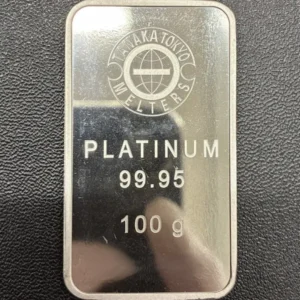 TANAKA TOKYO
MELTERS
PLATINUM
99.95
100 g